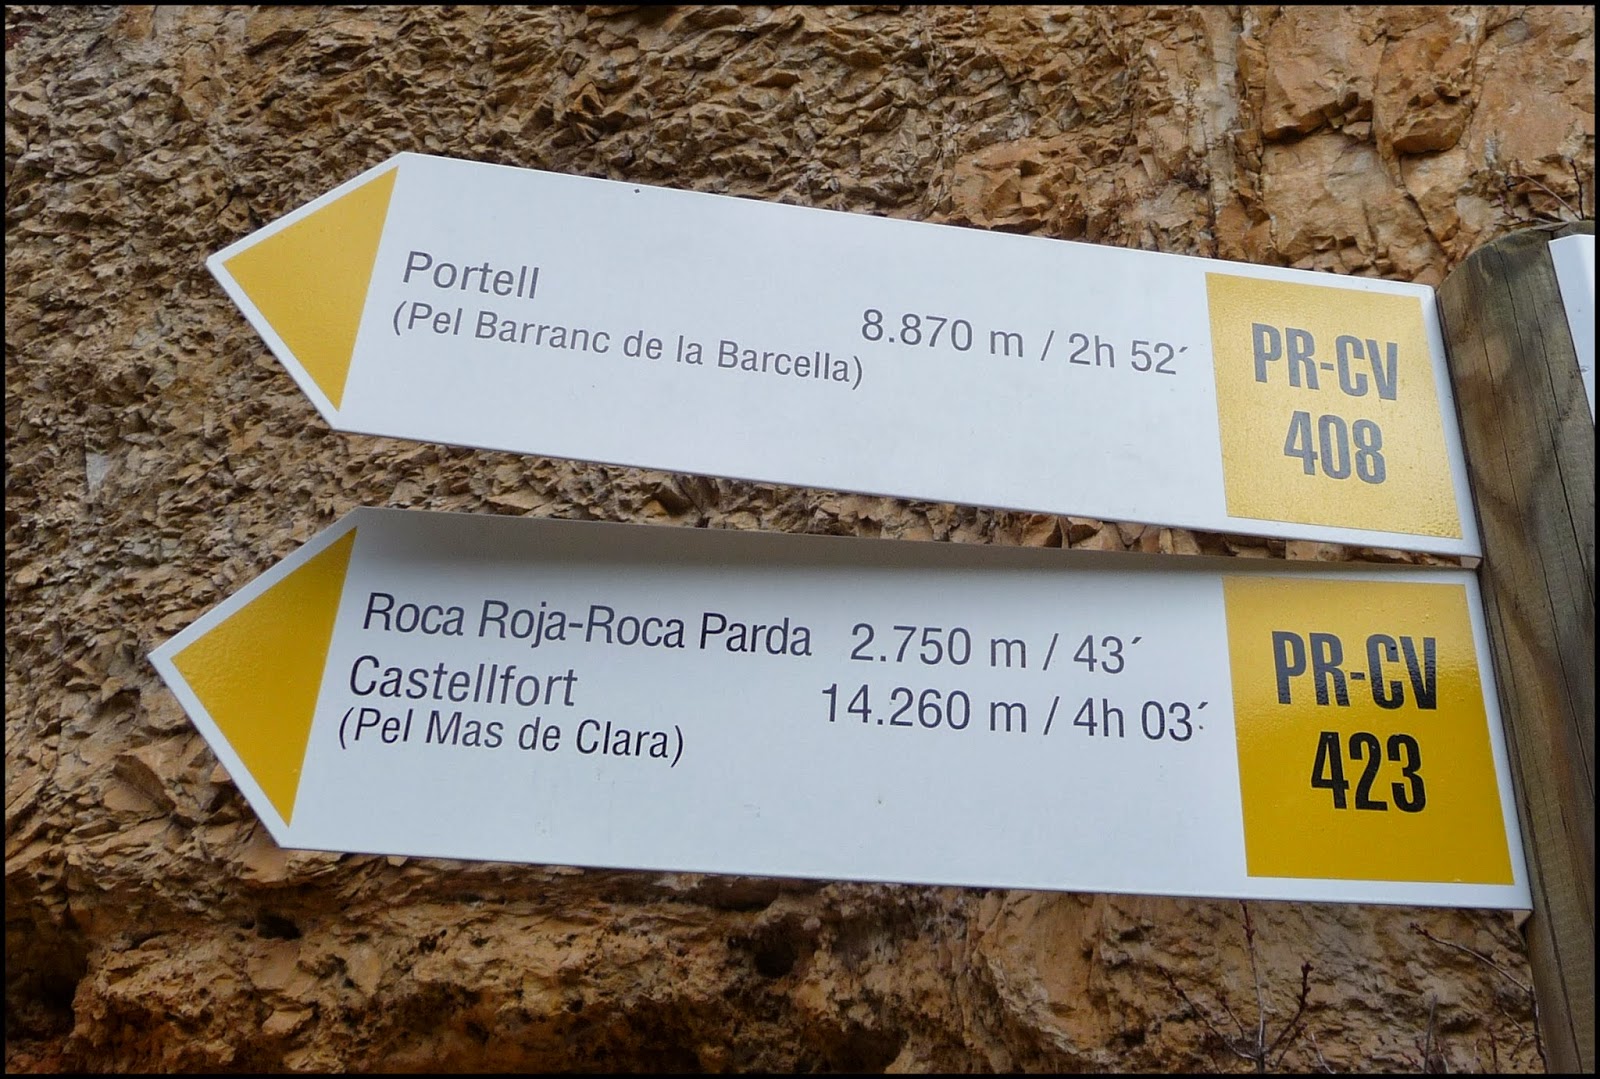 Portell
(Pel Barranc de la Barcella)
8.870 m / 2h 52´
PR-CV
408
Roca Roja-Roca Parda 2.750 m / 43´
Castellfort 14.260 m / 4h 03´
(Pel Mas de Clara)
PR-CV
423